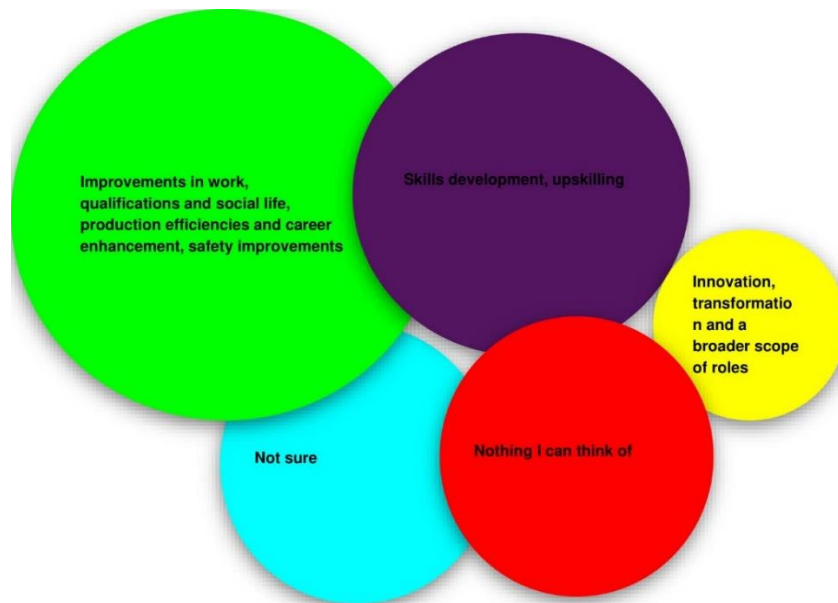 Improvements in work,
qualifications and social life,
production efficiencies and career
enhancement, safety improvements
Skills development, upskilling
Innovation,
transformatio
n and a
broader scope
of roles
Not sure
Nothing I can think of